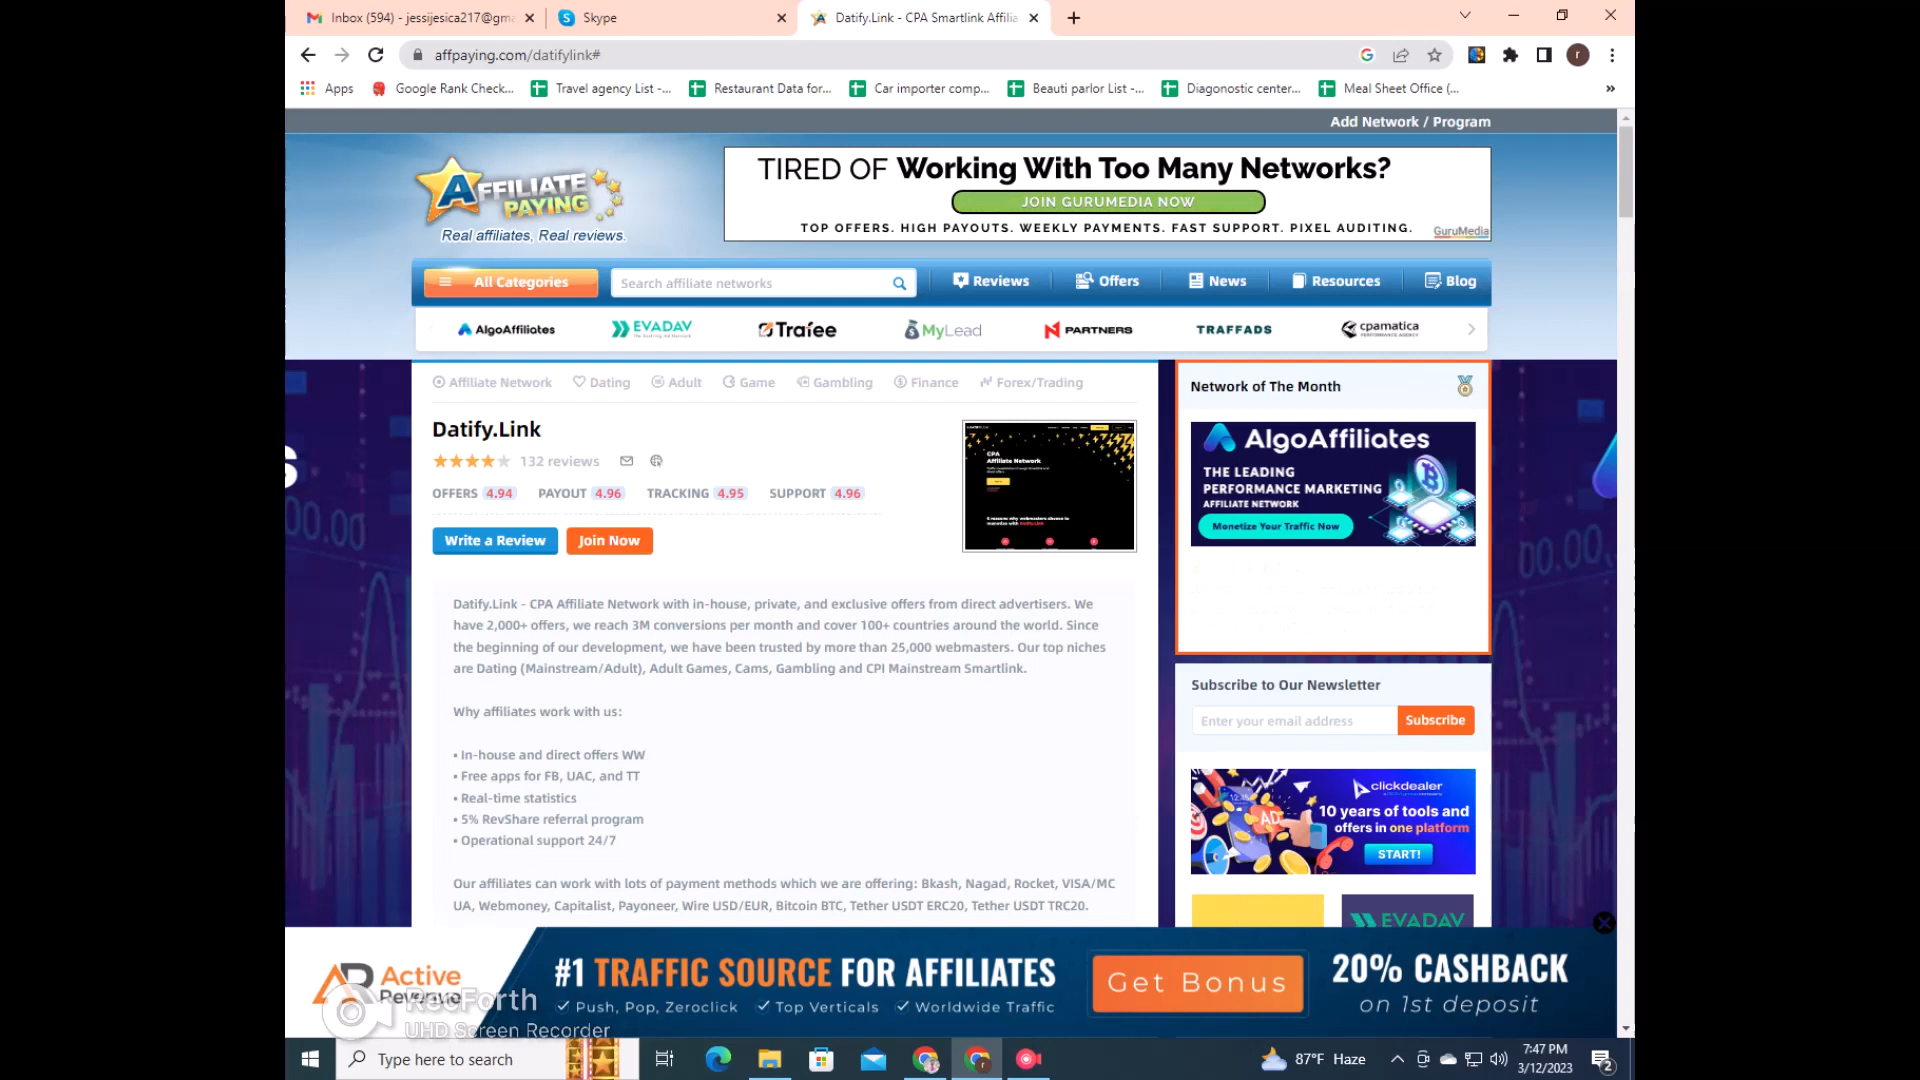 Inbox (594) - jessijesica217@gm
Skype
Datify.Link - CPA Smartlink Affilia
affpaying.com/datifylink#
Apps
Google Rank Check...
Travel agency List -...
Restaurant Data for...
Car importer comp...
Beauti parlor List -...
Diagonostic center...
Meal Sheet Office (...
Add Network / Program
AFFILIATE
PAYING
Real affiliates, Real reviews.
TIRED OF Working With Too Many Networks?
JOIN GURUMEDIA NOW
TOP OFFERS. HIGH PAYOUTS. WEEKLY PAYMENTS. FAST SUPPORT. PIXEL AUDITING.
GuruMedia
All Categories
Search affiliate networks
Reviews
Offers
News
Resources
Blog
AlgoAffiliates
EVADAV
Trafee
MyLead
PARTNERS
TRAFFADS
cpamatica
Affiliate Network
Dating
Adult
Game
Gambling
Finance
Forex/Trading
Datify.Link
132 reviews
OFFERS 4.94
PAYOUT 4.96
TRACKING 4.95
SUPPORT 4.96
Write a Review
Join Now
CPA
Affiliate Network
Datify.Link - CPA Affiliate Network with in-house, private, and exclusive offers from direct advertisers. We
have 2,000+ offers, we reach 3M conversions per month and cover 100+ countries around the world. Since
the beginning of our development, we have been trusted by more than 25,000 webmasters. Our top niches
are Dating (Mainstream/Adult), Adult Games, Cams, Gambling and CPI Mainstream Smartlink.
Why affiliates work with us:
• In-house and direct offers WW
• Free apps for FB, UAC, and TT
• Real-time statistics
• 5% RevShare referral program
• Operational support 24/7
Our affiliates can work with lots of payment methods which we are offering: Bkash, Nagad, Rocket, VISA/MC
UA, Webmoney, Capitalist, Payoneer, Wire USD/EUR, Bitcoin BTC, Tether USDT ERC20, Tether USDT TRC20.
Network of The Month
AlgoAffiliates
THE LEADING
PERFORMANCE MARKETING
AFFILIATE NETWORK
Monetize Your Traffic Now
Subscribe to Our Newsletter
Enter your email address
Subscribe
clickdealer
10 years of tools and
offers in one platform
AD
START!
EVADAV
Active
Revenue
#1 TRAFFIC SOURCE FOR AFFILIATES
Push, Pop, Zeroclick
Top Verticals
Worldwide Traffic
Get Bonus
20% CASHBACK
on 1st deposit
RecForth
UHD Screen Recorder
Type here to search
87°F Haze
7:47 PM
3/12/2023
2